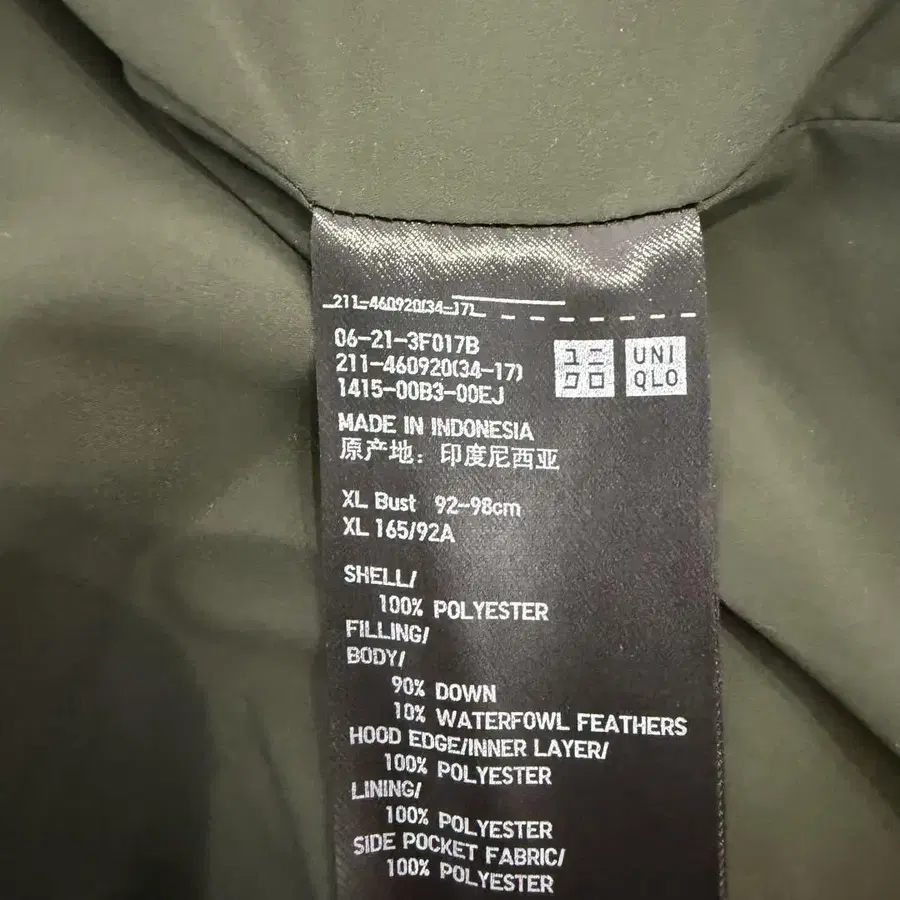 211-460920(34-17)
06-21-3F017B
211-460920(34-17)
1415-00B3-00EJ
ユニ
クロ
UNI
QLO
MADE IN INDONESIA
原产地：印度尼西亚
XL Bust 92-98cm
XL 165/92A
SHELL/
100% POLYESTER
FILLING/
BODY/
90% DOWN
10% WATERFOWL FEATHERS
HOOD EDGE/INNER LAYER/
100% POLYESTER
LINING/
100% POLYESTER
SIDE POCKET FABRIC/
100% POLYESTER